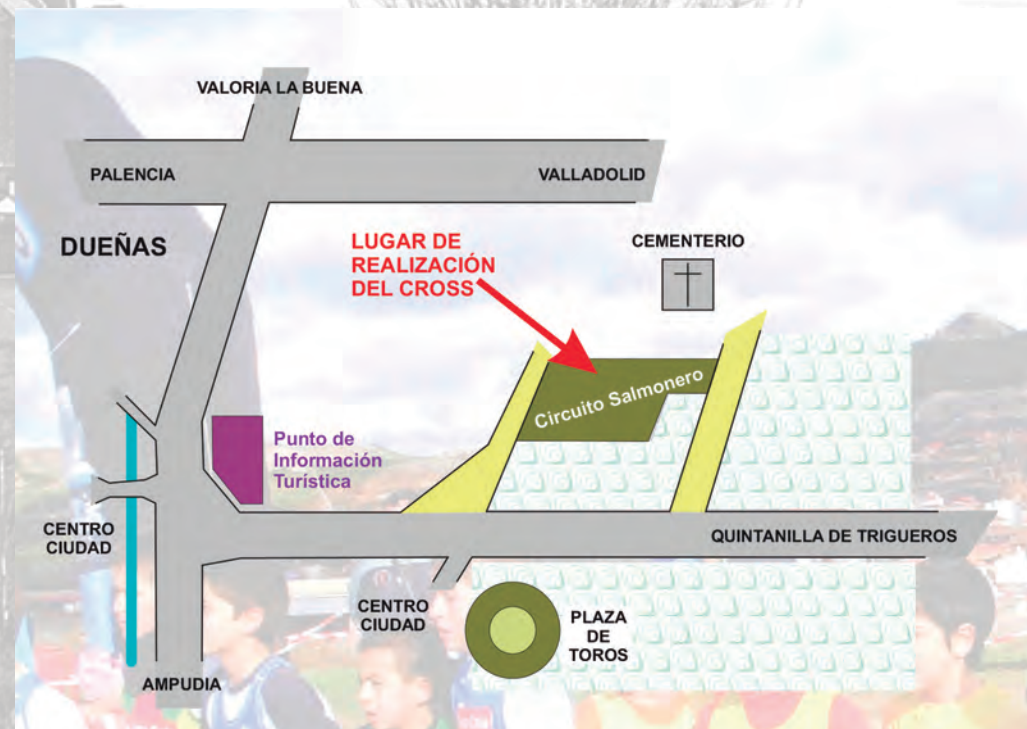 VALORIA LA BUENA
PALENCIA
VALLADOLID
DUEÑAS
LUGAR DE
REALIZACIÓN
DEL CROSS
CEMENTERIO
Circuito Salmonero
Punto de
Información
Turística
CENTRO
CIUDAD
QUINTANILLA DE TRIGUEROS
CENTRO
CIUDAD
PLAZA
DE
TOROS
AMPUDIA